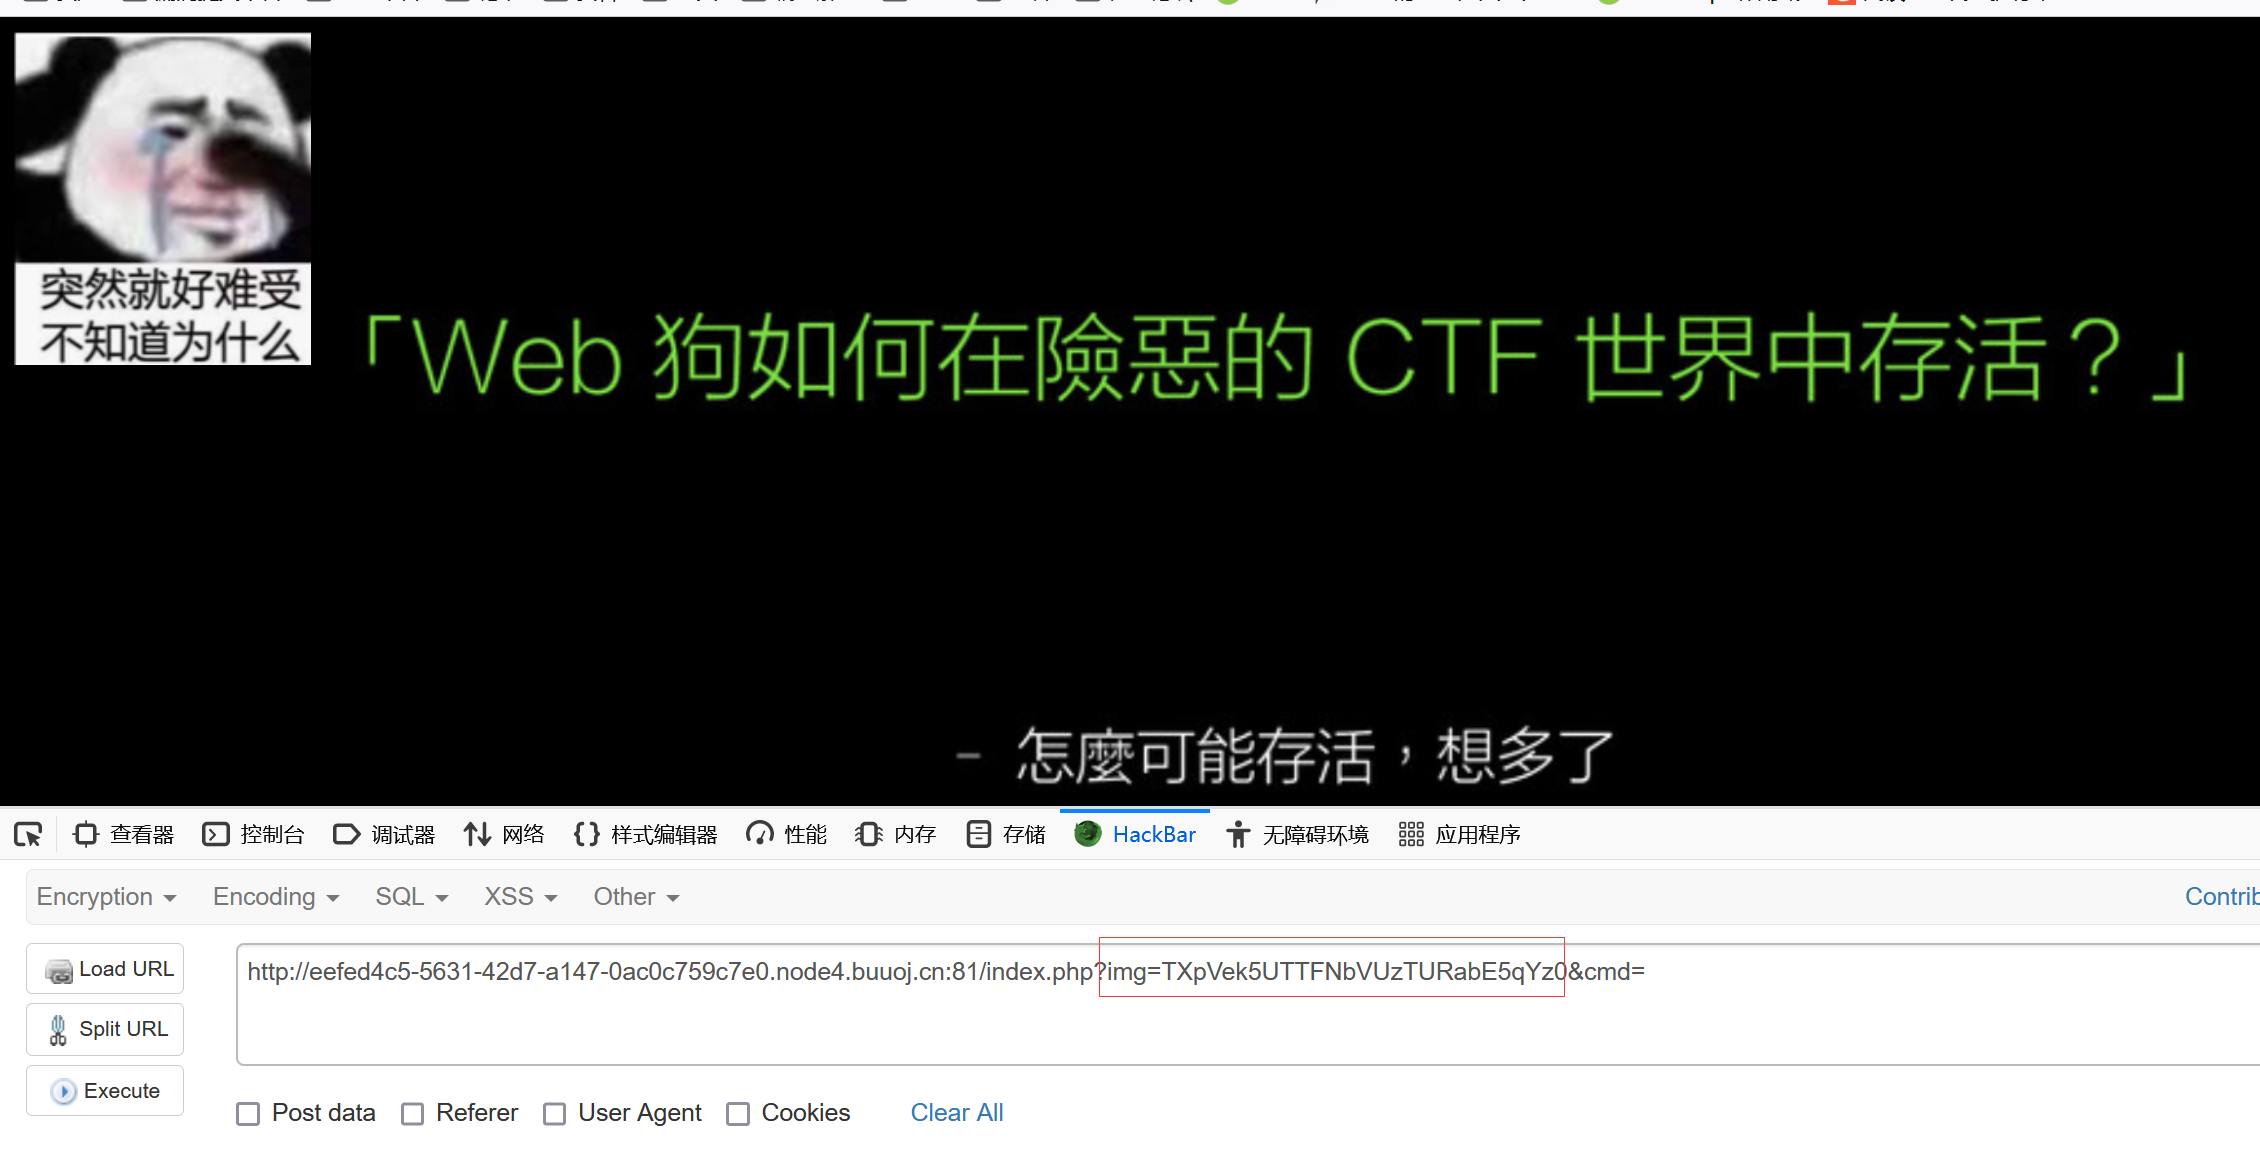 突然就好难受
不知道为什么
「Web 狗如何在險惡的 CTF 世界中存活？」
- 怎麼可能存活，想多了
查看器 控制台 调试器 网络 样式编辑器 性能 内存 存储 HackBar 无障碍环境 应用程序
Encryption Encoding SQL XSS Other Contrib
Load URL
http://eefed4c5-5631-42d7-a147-0ac0c759c7e0.node4.buuoj.cn:81/index.php?img=TXpVek5UTTFNbVUzTURabE5qYz0&cmd=
Split URL
Execute
Post data Referer User Agent Cookies Clear All